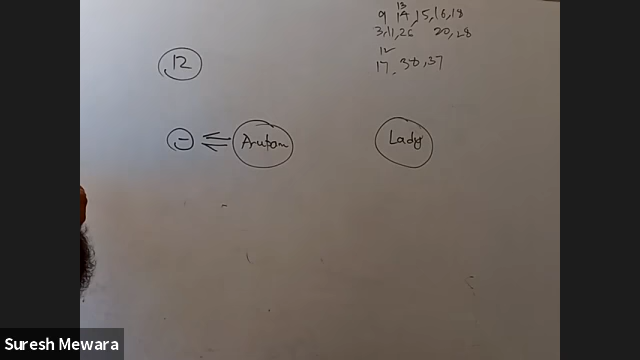 13
9 14, 15, 16, 18
3, 11, 26 20, 28
12
17, 30, 37
12
- Autom Lady
Suresh Mewara